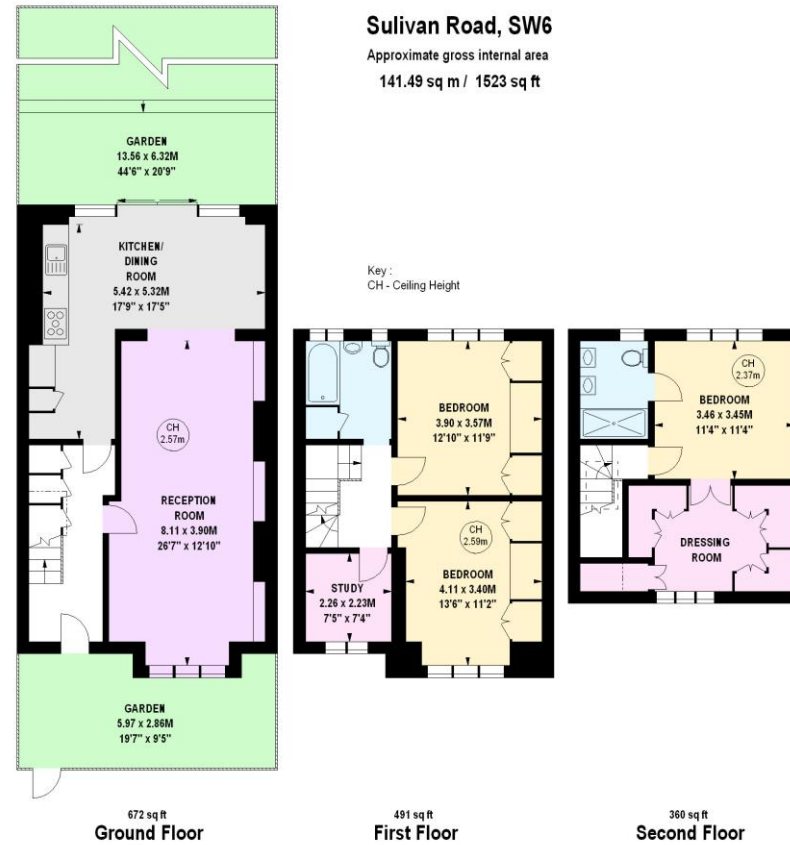 Sulivan Road, SW6
Approximate gross internal area
141.49 sq m / 1523 sq ft
Key :
CH - Ceiling Height
GARDEN
13.56 x 6.32M
44'6" x 20'9"
KITCHEN/
DINING
ROOM
5.42 x 5.32M
17'9" x 17'5"
CH
2.57m
RECEPTION
ROOM
8.11 x 3.90M
26'7" x 12'10"
GARDEN
5.97 x 2.86M
19'7" x 9'5"
672 sq ft
Ground Floor
BEDROOM
3.90 x 3.57M
12'10" x 11'9"
CH
2.59m
BEDROOM
4.11 x 3.40M
13'6" x 11'2"
STUDY
2.26 x 2.23M
7'5" x 7'4"
491 sq ft
First Floor
CH
2.37m
BEDROOM
3.46 x 3.45M
11'4" x 11'4"
DRESSING
ROOM
360 sq ft
Second Floor